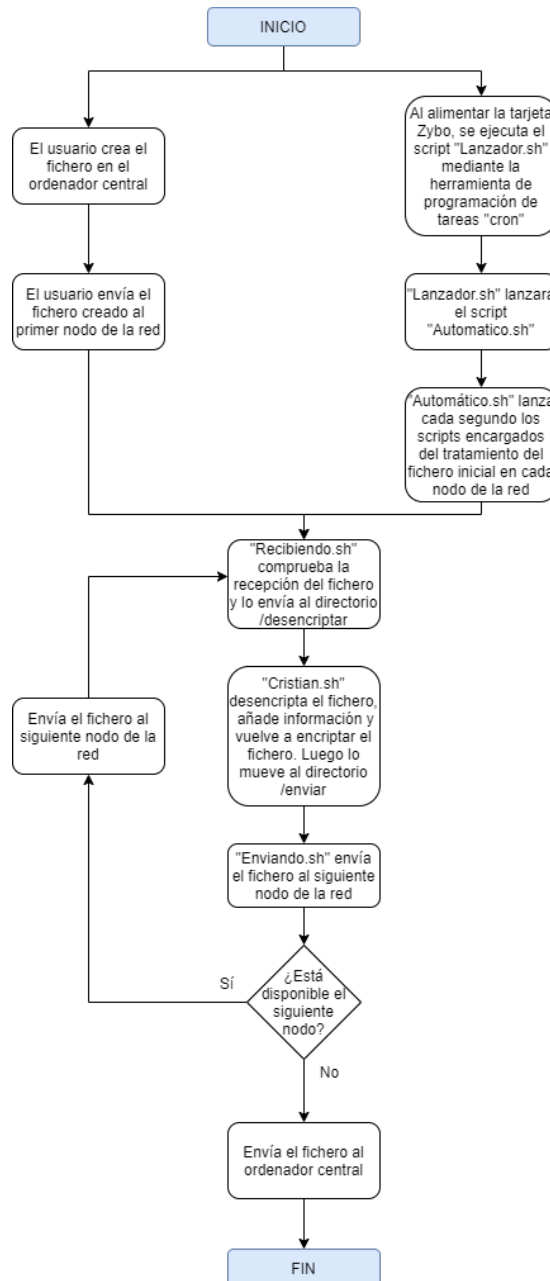 INICIO
El usuario crea el
fichero en el
ordenador central
Al alimentar la tarjeta
Zybo, se ejecuta el
script "Lanzador.sh"
mediante la
herramienta de
programación de
tareas "cron"
El usuario envía el
fichero creado al
primer nodo de la red
"Lanzador.sh" lanzará
el script
"Automatico.sh"
"Automático.sh" lanza
cada segundo los
scripts encargados
del tratamiento del
fichero inicial en cada
nodo de la red
"Recibiendo.sh"
comprueba la
recepción del fichero
y lo envía al directorio
/desencriptar
"Cristian.sh"
desencripta el fichero,
añade información y
vuelve a encriptar el
fichero. Luego lo
mueve al directorio
/enviar
Envía el fichero al
siguiente nodo de la
red
"Enviando.sh" envía
el fichero al siguiente
nodo de la red
¿Está
disponible el
siguiente
nodo?
Sí
No
Envía el fichero al
ordenador central
FIN